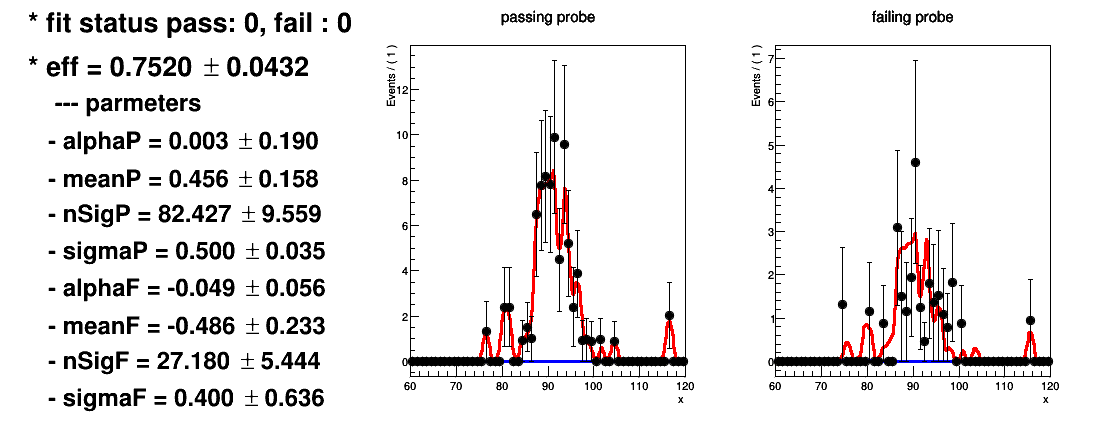 * fit status pass: 0, fail : 0
* eff = 0.7520 ± 0.0432
--- parmeters
- alphaP = 0.003 ± 0.190
- meanP = 0.456 ± 0.158
- nSigP = 82.427 ± 9.559
- sigmaP = 0.500 ± 0.035
- alphaF = -0.049 ± 0.056
- meanF = -0.486 ± 0.233
- nSigF = 27.180 ± 5.444
- sigmaF = 0.400 ± 0.636
passing probe
Events / ( 1 )
12
10
8
6
4
2
0
60 70 80 90 100 110 120
x
failing probe
Events / ( 1 )
7
6
5
4
3
2
1
0
60 70 80 90 100 110 120
x